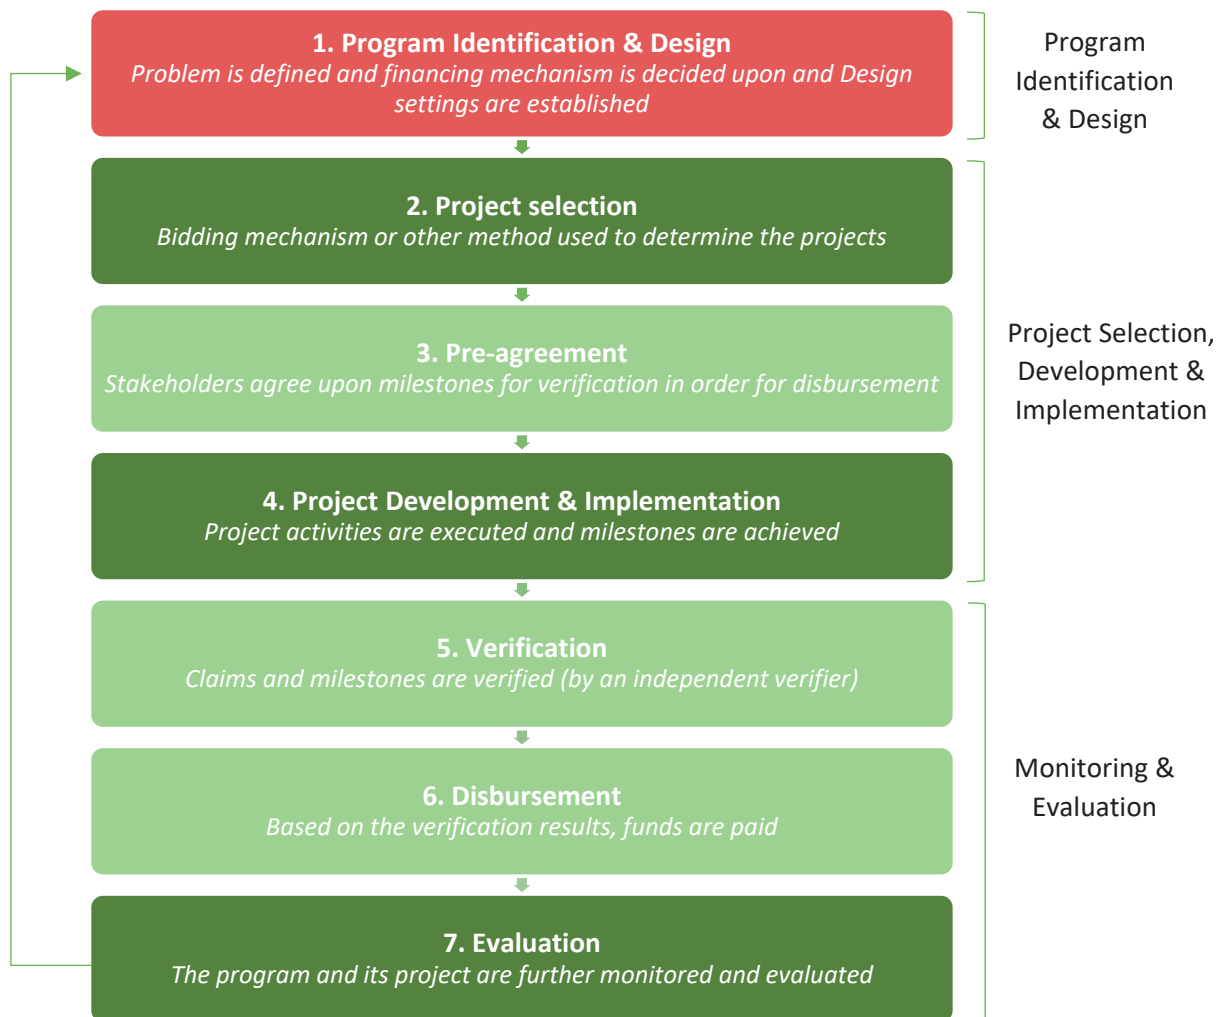 1. Program Identification & Design
Problem is defined and financing mechanism is decided upon and Design
settings are established
Program
Identification
& Design
2. Project selection
Bidding mechanism or other method used to determine the projects
3. Pre-agreement
Stakeholders agree upon milestones for verification in order for disbursement
4. Project Development & Implementation
Project activities are executed and milestones are achieved
Project Selection,
Development &
Implementation
5. Verification
Claims and milestones are verified (by an independent verifier)
6. Disbursement
Based on the verification results, funds are paid
7. Evaluation
The program and its project are further monitored and evaluated
Monitoring &
Evaluation